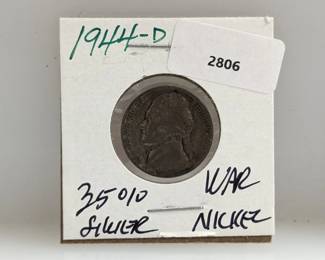 1944-D
2806
35% WAR
SILVER NICKEL